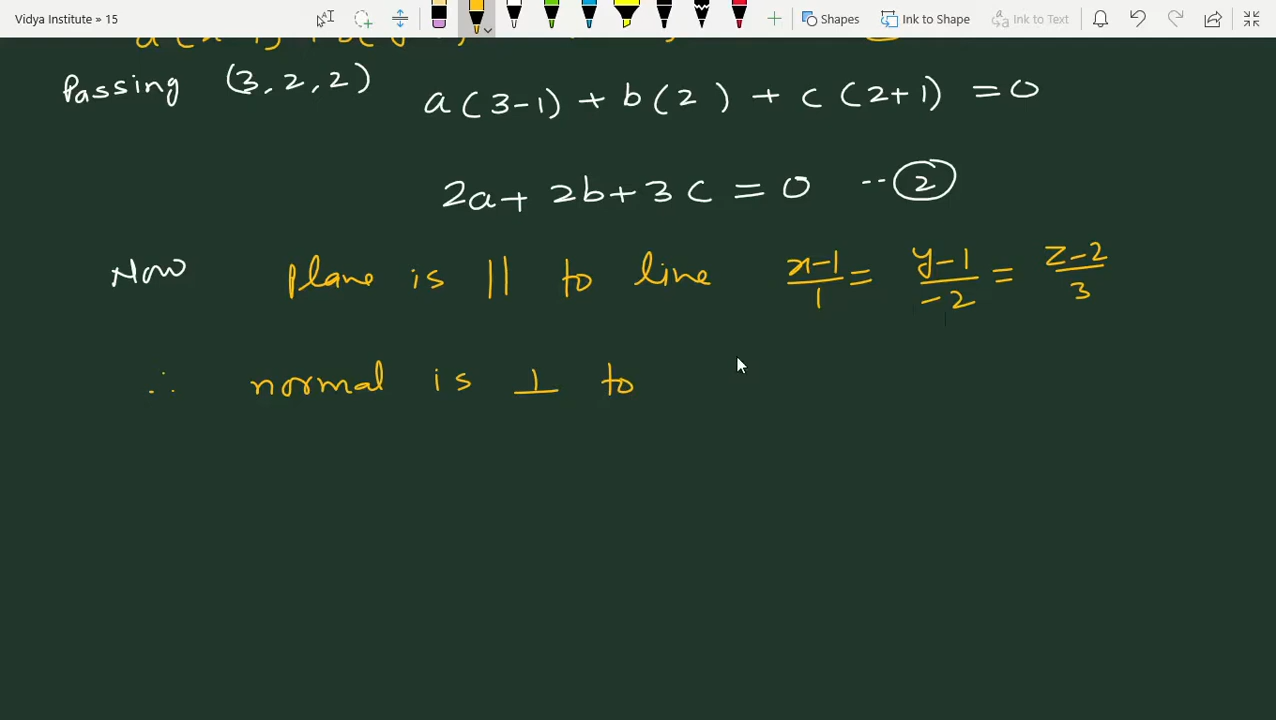 Vidya Institute » 15 Shapes Ink to Shape Ink to Text
Passing (3, 2, 2) a(3-1) + b(2 ) + c(2+1) = 0
2a+ 2b+ 3c = 0 -- ②
Now Plane is || to line x-1/1 = y-1/-2 = z-2/3
∴ normal is ⊥ to